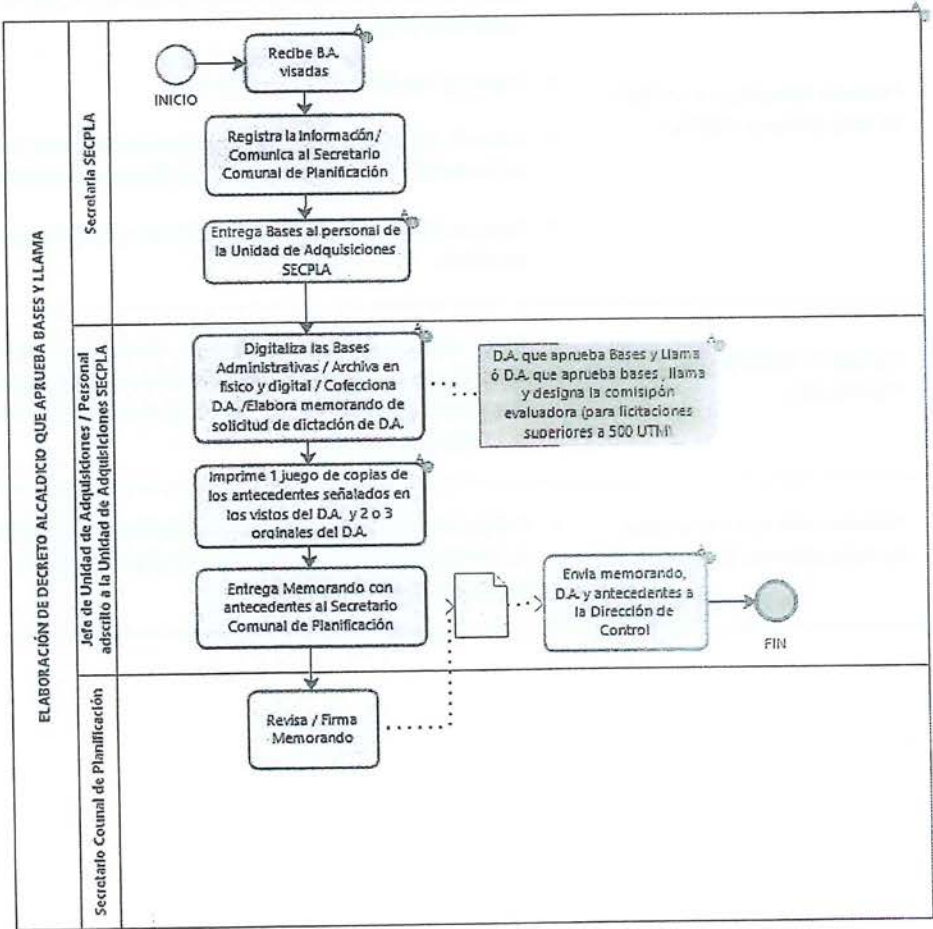 ELABORACIÓN DE DECRETO ALCALDICIO QUE APRUEBA BASES Y LLAMA
Secretaria SECPLA
INICIO
Recibe B.A.
visadas
Registra la Información/
Comunica al Secretario
Comunal de Planificación
Entrega Bases al personal de
la Unidad de Adquisiciones
SECPLA
Jefe de Unidad de Adquisiciones / Personal
adscrito a la Unidad de Adquisiciones SECPLA
Digitaliza las Bases
Administrativas / Archiva en
físico y digital / Cofecciona
D.A. /Elabora memorando de
solicitud de dictación de D.A.
D.A. que aprueba Bases y Llama
ó D.A. que aprueba bases , llama
y designa la comisipón
evaluadora (para licitaciones
superiores a 500 UTM)
Imprime 1 juego de copias de
los antecedentes señalados en
los vistos del D.A. y 2 o 3
orginales del D.A.
Entrega Memorando con
antecedentes al Secretario
Comunal de Planificación
Envía memorando,
D.A. y antecedentes a
la Dirección de
Control
FIN
Secretario Counal de Planificación
Revisa / Firma
Memorando